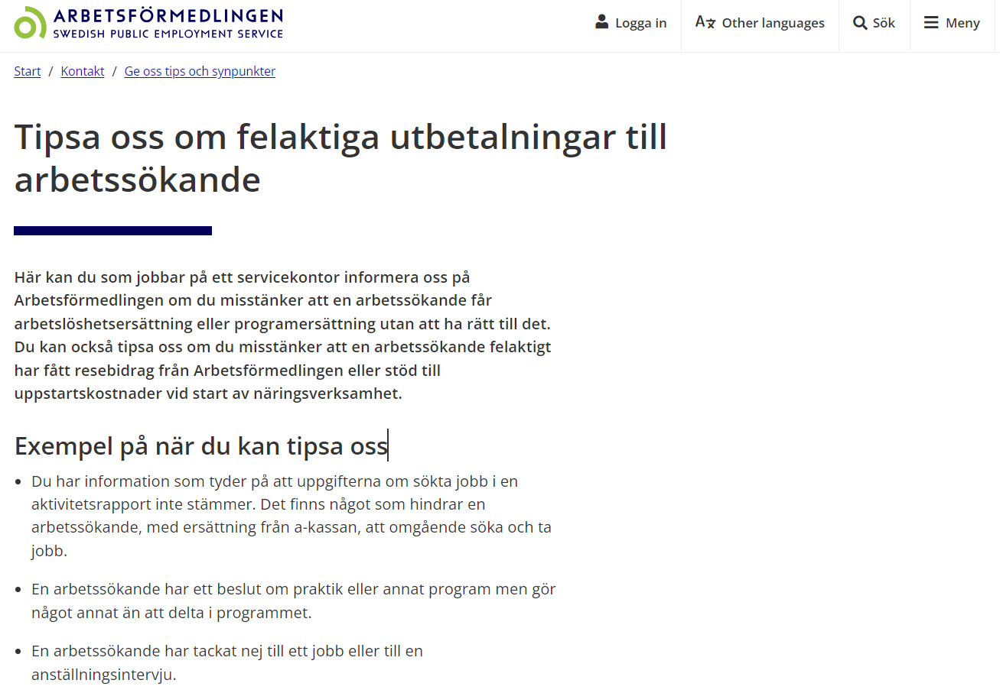 ARBETSFÖRMEDLINGEN
SWEDISH PUBLIC EMPLOYMENT SERVICE
Logga in
Other languages
Sök
Meny
Start / Kontakt / Ge oss tips och synpunkter
Tipsa oss om felaktiga utbetalningar till
arbetssökande
Här kan du som jobbar på ett servicekontor informera oss på
Arbetsförmedlingen om du misstänker att en arbetssökande får
arbetslöshetsersättning eller programersättning utan att ha rätt till det.
Du kan också tipsa oss om du misstänker att en arbetssökande felaktigt
har fått resebidrag från Arbetsförmedlingen eller stöd till
uppstartskostnader vid start av näringsverksamhet.
Exempel på när du kan tipsa oss
• Du har information som tyder på att uppgifterna om sökta jobb i en
aktivitetsrapport inte stämmer. Det finns något som hindrar en
arbetssökande, med ersättning från a-kassan, att omgående söka och ta
jobb.
• En arbetssökande har ett beslut om praktik eller annat program men gör
något annat än att delta i programmet.
• En arbetssökande har tackat nej till ett jobb eller till en
anställningsintervju.